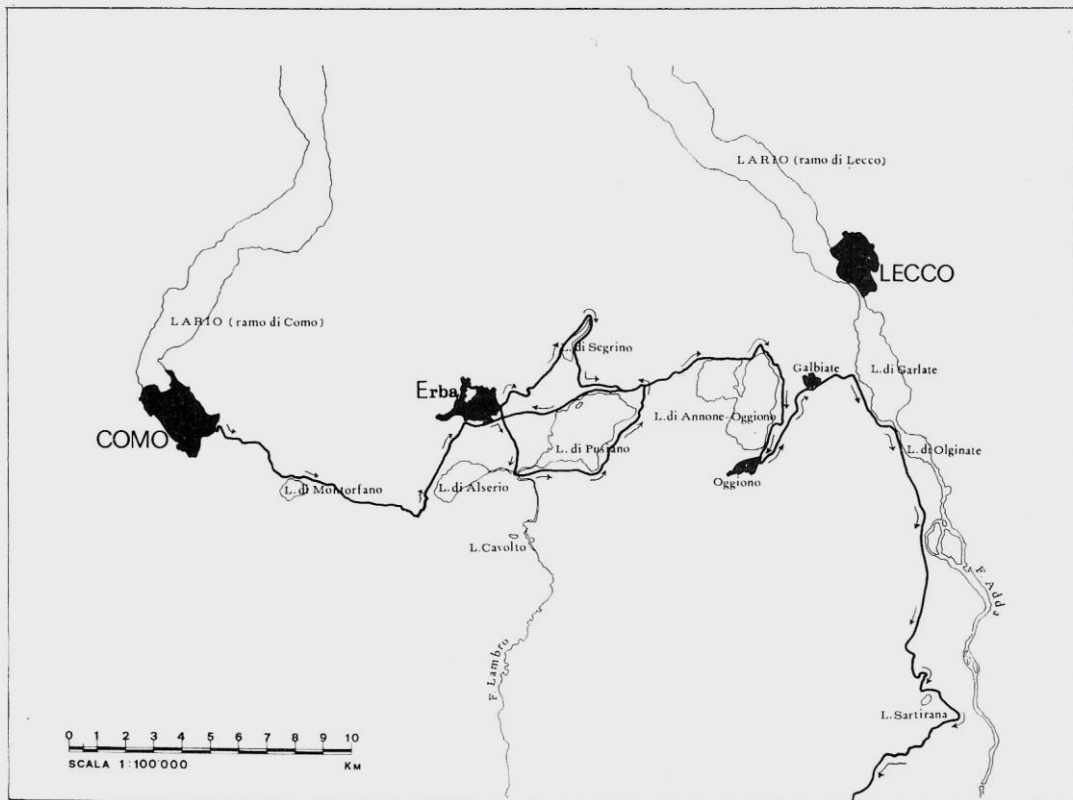 LARIO (ramo di Lecco)
LECCO
LARIO (ramo di Como)
L. di Segrino
Galbiate
L. di Garlate
Erba
L. di Annone-Oggiono
COMO
L. di Pusiano
L. di Olginate
Oggiono
L. di Montorfano
L. di Alserio
L. Cavolto
F. Adda
F. Lambro
L. Sartirana
0 1 2 3 4 5 6 7 8 9 10
SCALA 1:100'000 KM